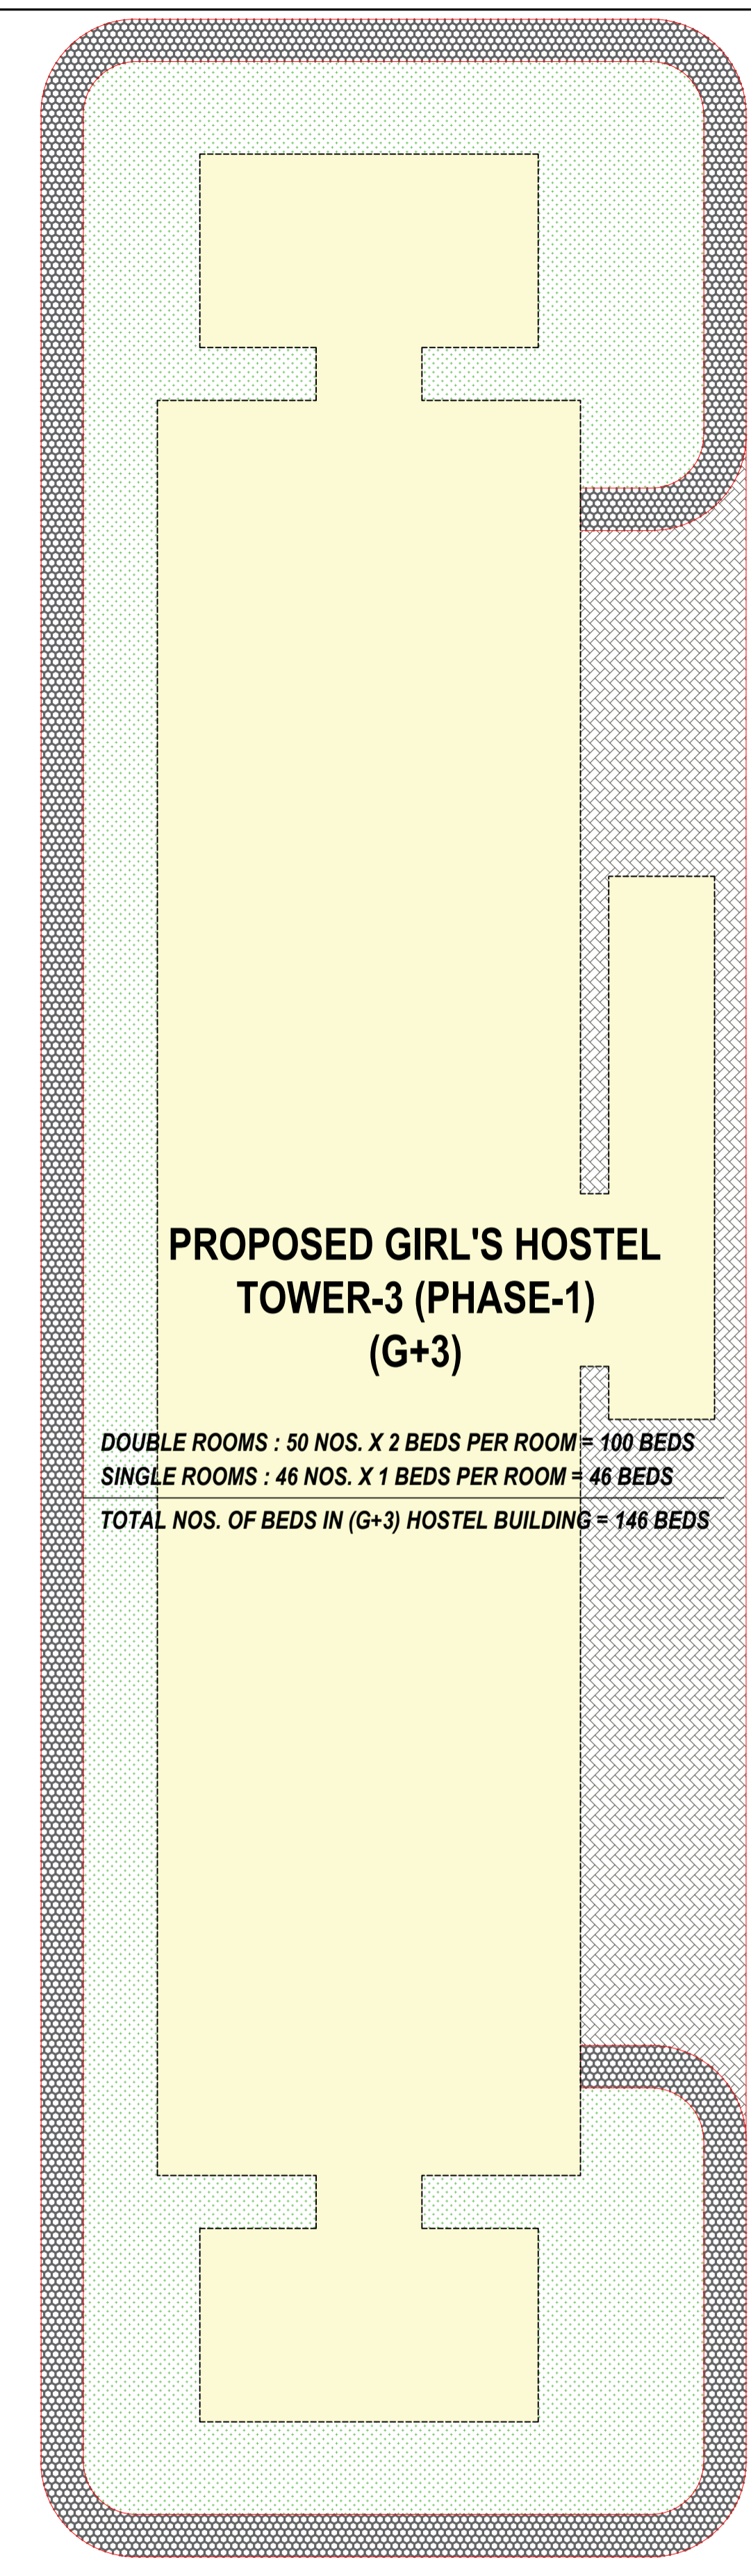 PROPOSED GIRL'S HOSTEL
TOWER-3 (PHASE-1)
(G+3)
DOUBLE ROOMS : 50 NOS. X 2 BEDS PER ROOM = 100 BEDS
SINGLE ROOMS : 46 NOS. X 1 BEDS PER ROOM = 46 BEDS
TOTAL NOS. OF BEDS IN (G+3) HOSTEL BUILDING = 146 BEDS